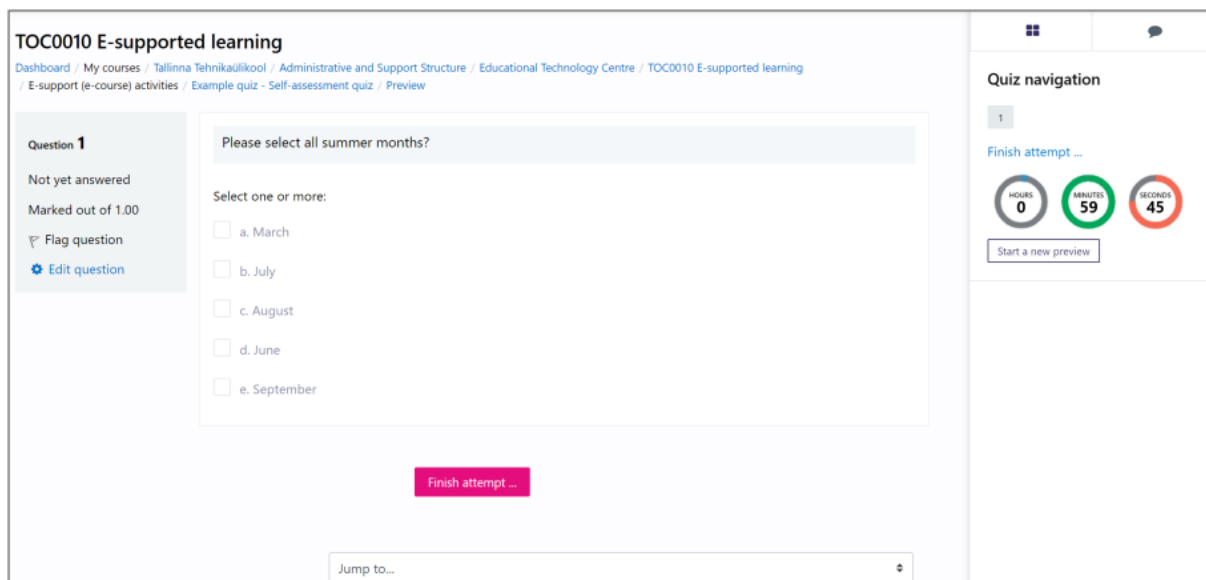 TOC0010 E-supported learning
Dashboard / My courses / Tallinna Tehnikaülikool / Administrative and Support Structure / Educational Technology Centre / TOC0010 E-supported learning
/ E-support (e-course) activities / Example quiz - Self-assessment quiz / Preview
Question 1
Not yet answered
Marked out of 1.00
Flag question
Edit question
Please select all summer months?
Select one or more:
a. March
b. July
c. August
d. June
e. September
Finish attempt ...
Jump to...
Quiz navigation
1
Finish attempt ...
HOURS
0
MINUTES
59
SECONDS
45
Start a new preview